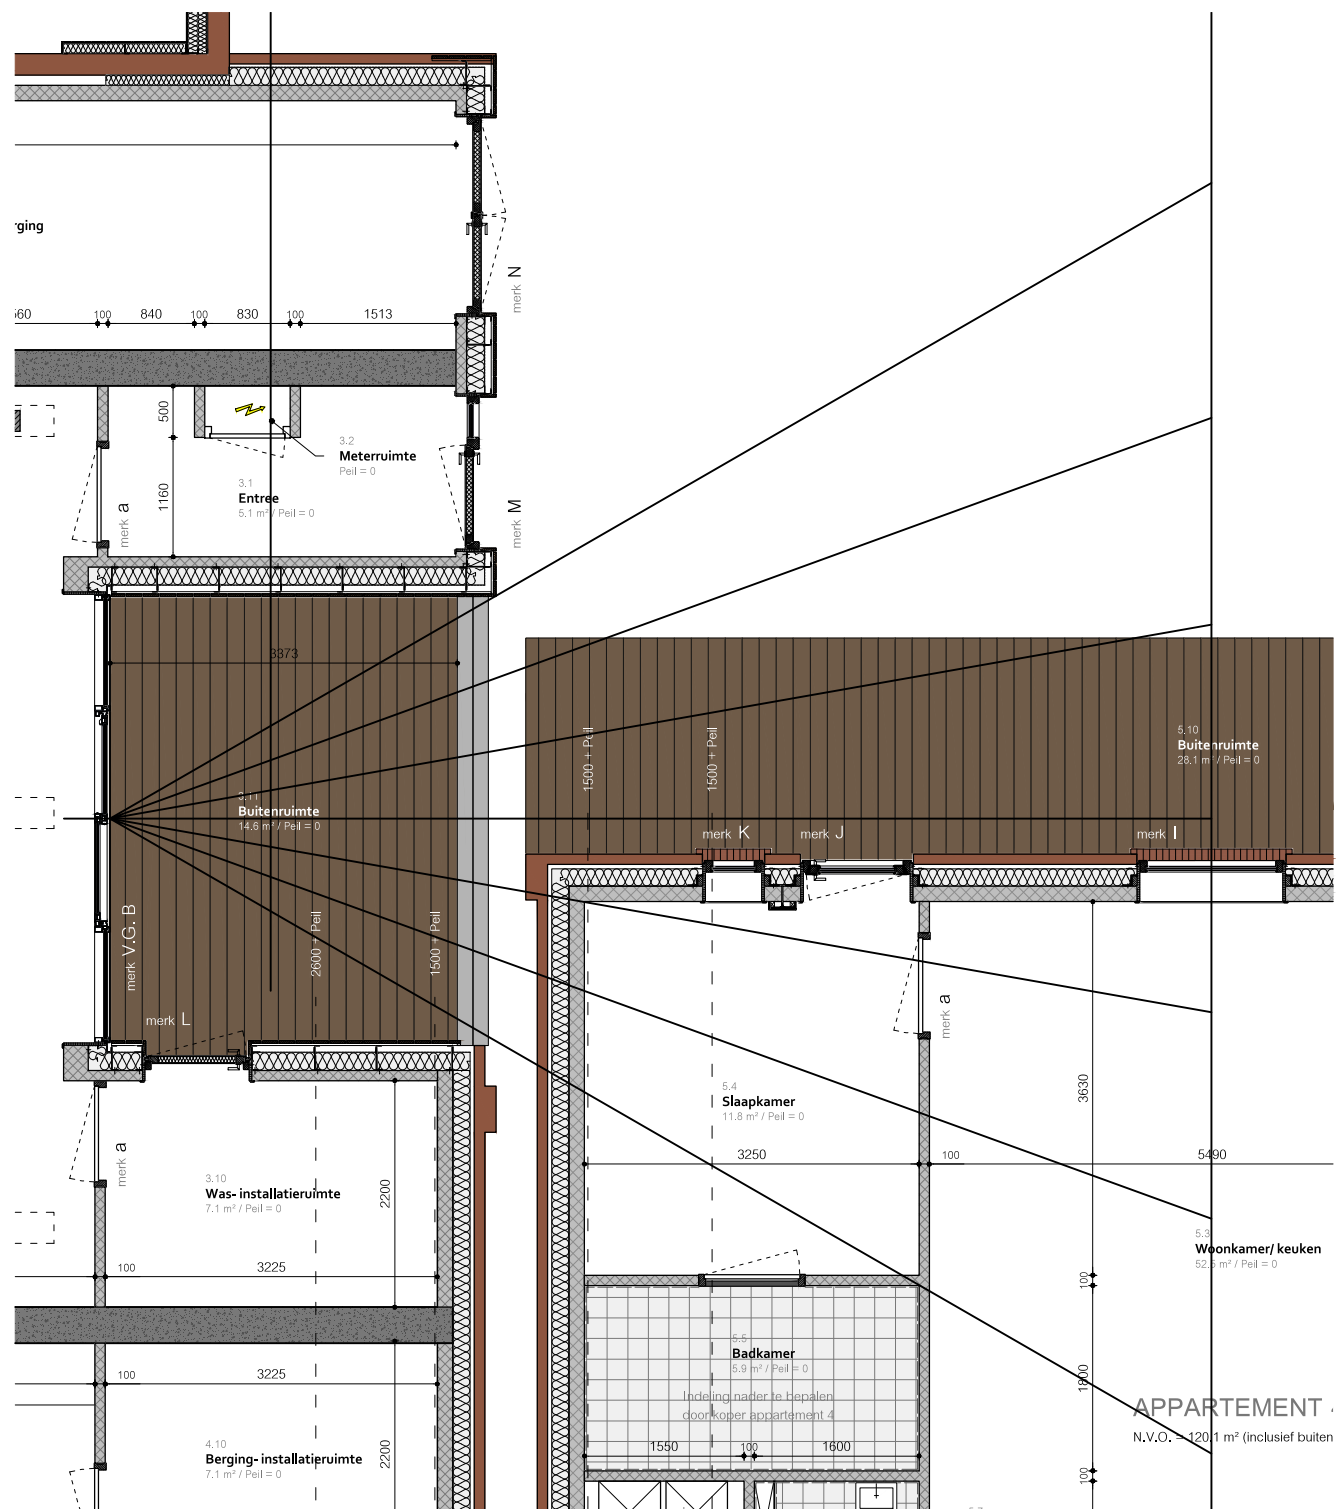 rging
merk N
560
100
840
100
830
100
1513
500
1160
3.2
Meterruimte
Peil = 0
3.1
Entree
5.1 m² / Peil = 0
merk a
merk M
3373
1500 + Peil
1500 + Peil
5.10
Buitenruimte
28.1 m² / Peil = 0
3.11
Buitenruimte
14.6 m² / Peil = 0
merk K
merk J
merk I
merk V.G. B
2600 + Peil
1500 + Peil
merk L
merk a
5.4
Slaapkamer
11.8 m² / Peil = 0
3630
3250
100
5490
merk a
3.10
Was- installatieruimte
7.1 m² / Peil = 0
2200
5.3
Woonkamer/ keuken
52.5 m² / Peil = 0
100
3225
100
5.5
Badkamer
5.9 m² / Peil = 0
100
3225
1800
Indeling nader te bepalen
door koper appartement 4
APPARTEMENT
N.V.O. = 120.1 m² (inclusief buiten
4.10
Berging- installatieruimte
7.1 m² / Peil = 0
2200
1550
100
1600
100